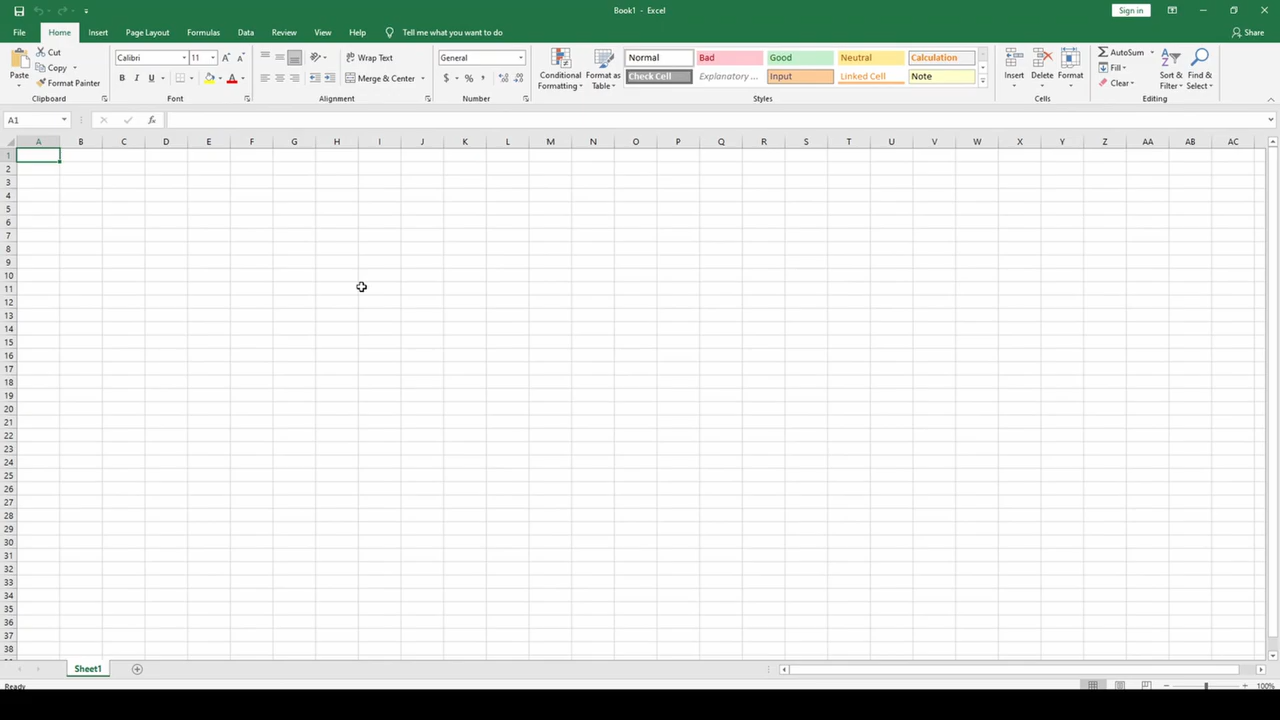 Book1 - Excel
Sign in
File Home Insert Page Layout Formulas Data Review View Help Tell me what you want to do Share
Paste
Cut
Copy
Format Painter
Clipboard
Calibri 11
B I U
Font
Wrap Text
Merge & Center
Alignment
General
$ % ,
Number
Conditional Formatting
Format as Table
Normal Bad Good Neutral Calculation
Check Cell Explanatory ... Input Linked Cell Note
Styles
Insert Delete Format
Cells
AutoSum
Fill
Clear
Sort & Filter
Find & Select
Editing
A1 fx
A B C D E F G H I J K L M N O P Q R S T U V W X Y Z AA AB AC
1
2
3
4
5
6
7
8
9
10
11
12
13
14
15
16
17
18
19
20
21
22
23
24
25
26
27
28
29
30
31
32
33
34
35
36
37
38
Sheet1
Ready 100%